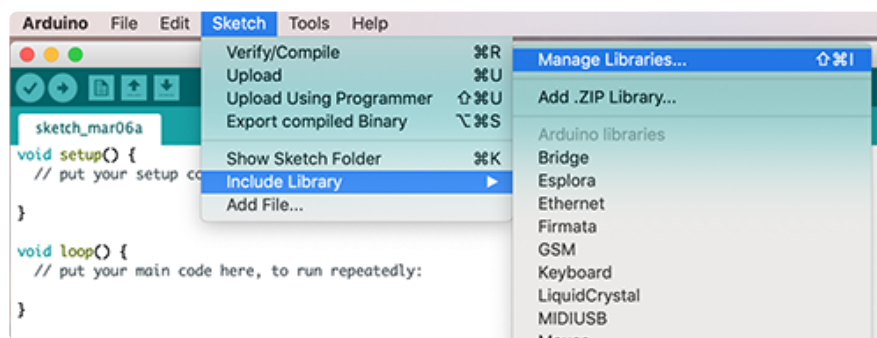 Arduino File Edit Sketch Tools Help
Verify/Compile ⌘R
Upload ⌘U
Upload Using Programmer ⇧⌘U
Export compiled Binary ⌥⌘S
Show Sketch Folder ⌘K
Include Library ▶
Add File...
Manage Libraries... ⇧⌘I
Add .ZIP Library...
Arduino libraries
Bridge
Esplora
Ethernet
Firmata
GSM
Keyboard
LiquidCrystal
MIDIUSB
sketch_mar06a
void setup() {
// put your setup
}
void loop() {
// put your main code here, to run repeatedly:
}